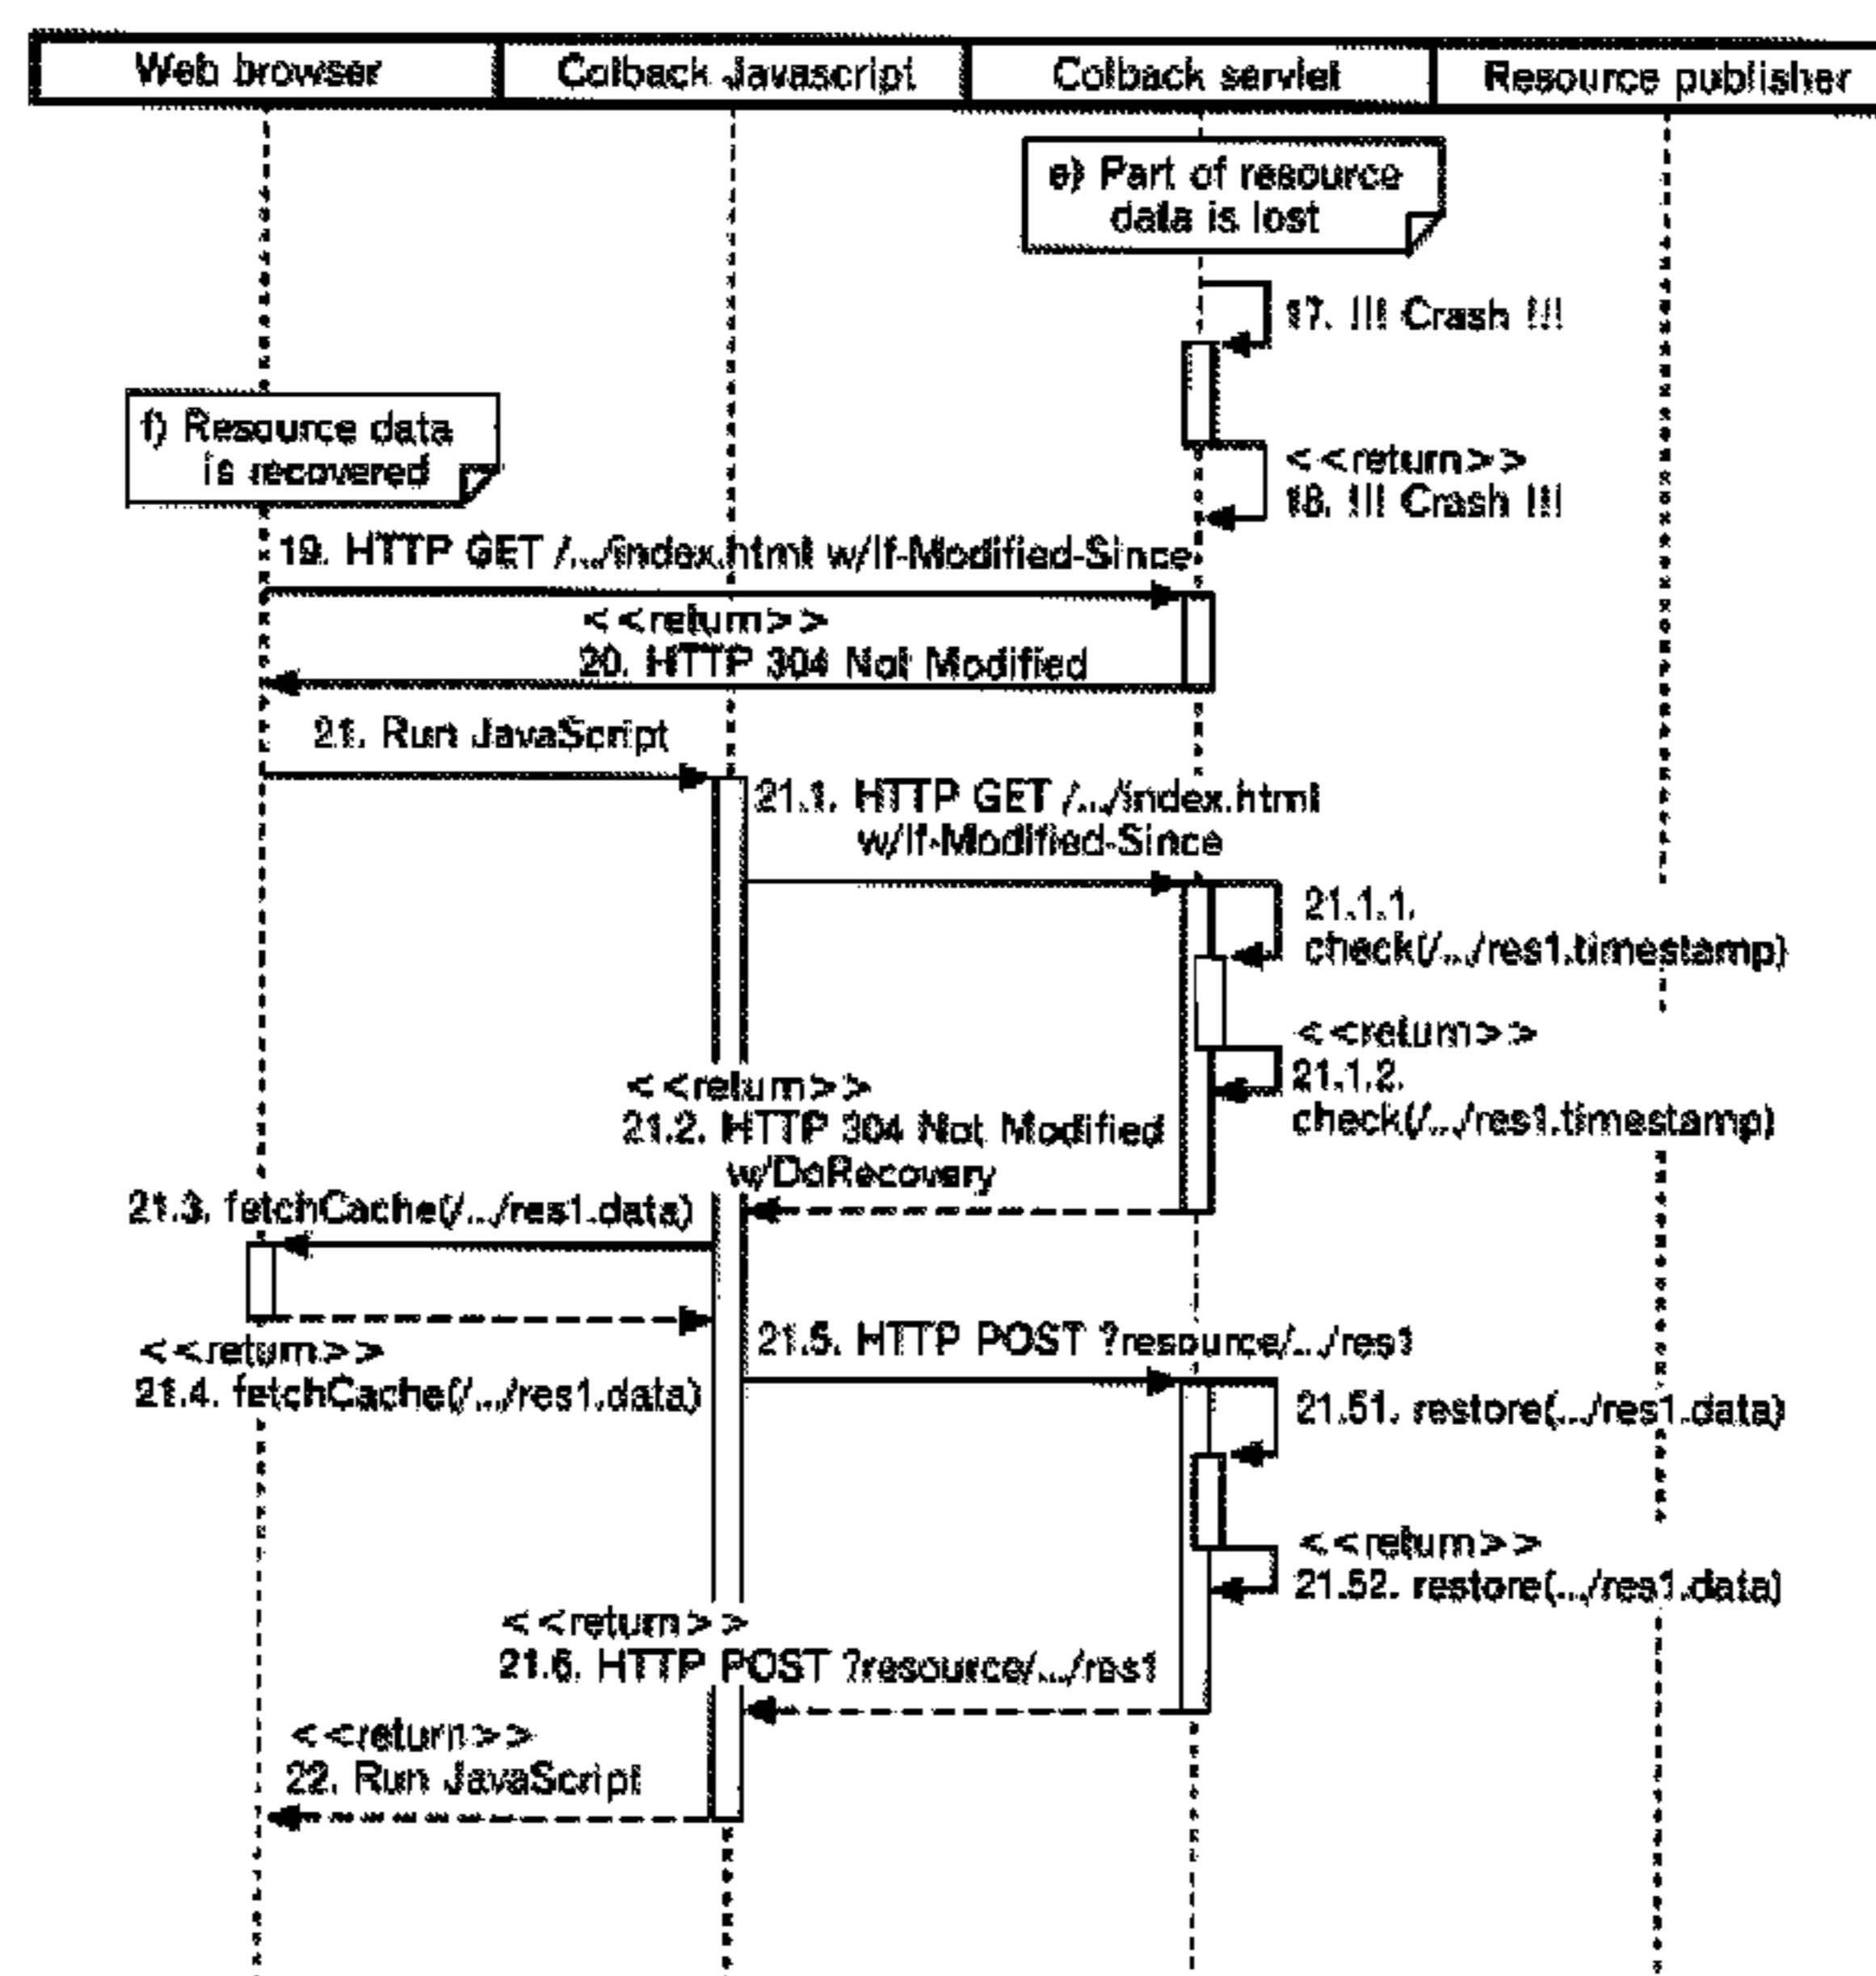 Web browser
Colback Javascript
Colback servlet
Resource publisher
e) Part of resource
data is lost
17. !!! Crash !!!
f) Resource data
is recovered
<<return>>
18. !!! Crash !!!
19. HTTP GET /.../index.html w/If-Modified-Since
<<return>>
20. HTTP 304 Not Modified
21. Run JavaScript
21.1. HTTP GET /.../index.html
w/If-Modified-Since
21.1.1.
check(/.../res1.timestamp)
<<return>>
21.1.2.
check(/.../res1.timestamp)
<<return>>
21.2. HTTP 304 Not Modified
w/DoRecovery
21.3. fetchCache(/.../res1.data)
<<return>>
21.4. fetchCache(/.../res1.data)
21.5. HTTP POST ?resource/.../res1
21.51. restore(.../res1.data)
<<return>>
21.52. restore(.../res1.data)
<<return>>
21.6. HTTP POST ?resource/.../res1
<<return>>
22. Run JavaScript